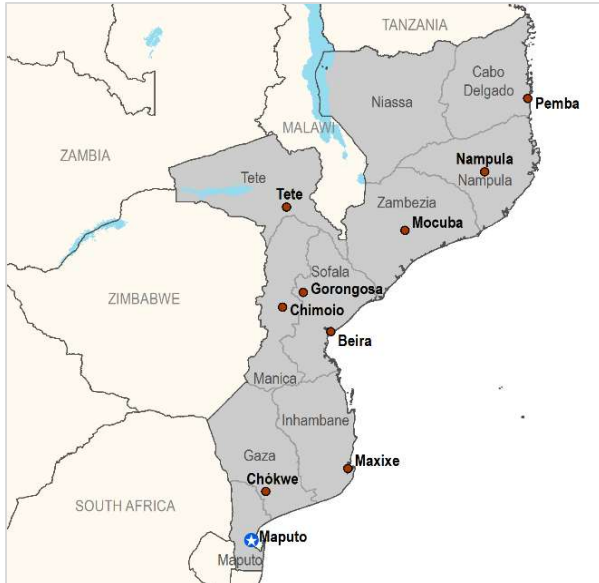 TANZANIA
Cabo
Delgado
Niassa
Pemba
MALAWI
ZAMBIA
Nampula
Nampula
Tete
Tete
Zambezia
Mocuba
Sofala
Gorongosa
ZIMBABWE
Chimoio
Beira
Manica
Inhambane
Gaza
Maxixe
Chókwe
SOUTH AFRICA
Maputo
Maputo